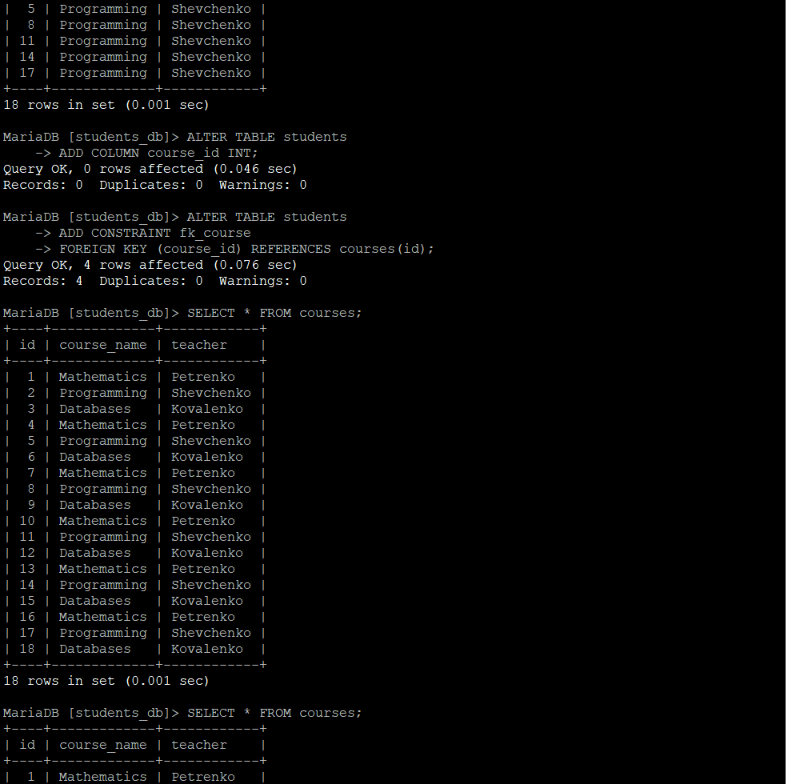 |  5 | Programming | Shevchenko |
|  8 | Programming | Shevchenko |
| 11 | Programming | Shevchenko |
| 14 | Programming | Shevchenko |
| 17 | Programming | Shevchenko |
+----+-------------+------------+
18 rows in set (0.001 sec)

MariaDB [students_db]> ALTER TABLE students
    -> ADD COLUMN course_id INT;
Query OK, 0 rows affected (0.046 sec)
Records: 0  Duplicates: 0  Warnings: 0

MariaDB [students_db]> ALTER TABLE students
    -> ADD CONSTRAINT fk_course
    -> FOREIGN KEY (course_id) REFERENCES courses(id);
Query OK, 4 rows affected (0.076 sec)
Records: 4  Duplicates: 0  Warnings: 0

MariaDB [students_db]> SELECT * FROM courses;
+----+-------------+------------+
| id | course_name | teacher    |
+----+-------------+------------+
|  1 | Mathematics | Petrenko   |
|  2 | Programming | Shevchenko |
|  3 | Databases   | Kovalenko  |
|  4 | Mathematics | Petrenko   |
|  5 | Programming | Shevchenko |
|  6 | Databases   | Kovalenko  |
|  7 | Mathematics | Petrenko   |
|  8 | Programming | Shevchenko |
|  9 | Databases   | Kovalenko  |
| 10 | Mathematics | Petrenko   |
| 11 | Programming | Shevchenko |
| 12 | Databases   | Kovalenko  |
| 13 | Mathematics | Petrenko   |
| 14 | Programming | Shevchenko |
| 15 | Databases   | Kovalenko  |
| 16 | Mathematics | Petrenko   |
| 17 | Programming | Shevchenko |
| 18 | Databases   | Kovalenko  |
+----+-------------+------------+
18 rows in set (0.001 sec)

MariaDB [students_db]> SELECT * FROM courses;
+----+-------------+------------+
| id | course_name | teacher    |
+----+-------------+------------+
|  1 | Mathematics | Petrenko   |